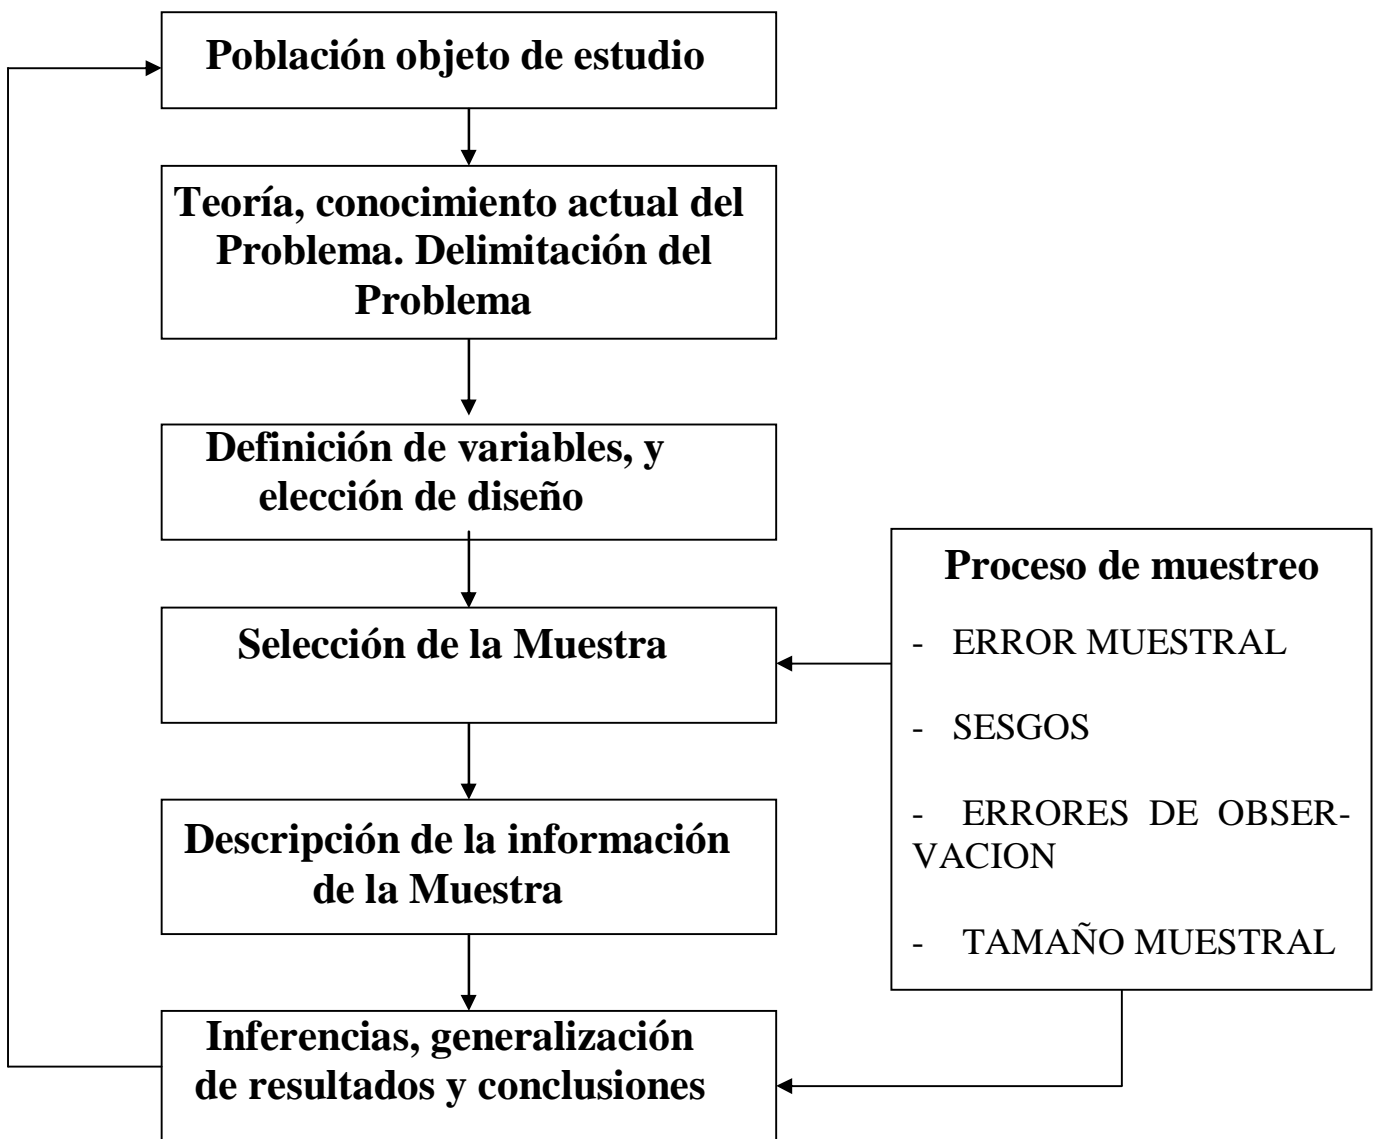 Población objeto de estudio
Teoría, conocimiento actual del
Problema. Delimitación del
Problema
Definición de variables, y
elección de diseño
Selección de la Muestra
Descripción de la información
de la Muestra
Inferencias, generalización
de resultados y conclusiones
Proceso de muestreo
- ERROR MUESTRAL
- SESGOS
- ERRORES DE OBSER-
VACION
- TAMAÑO MUESTRAL